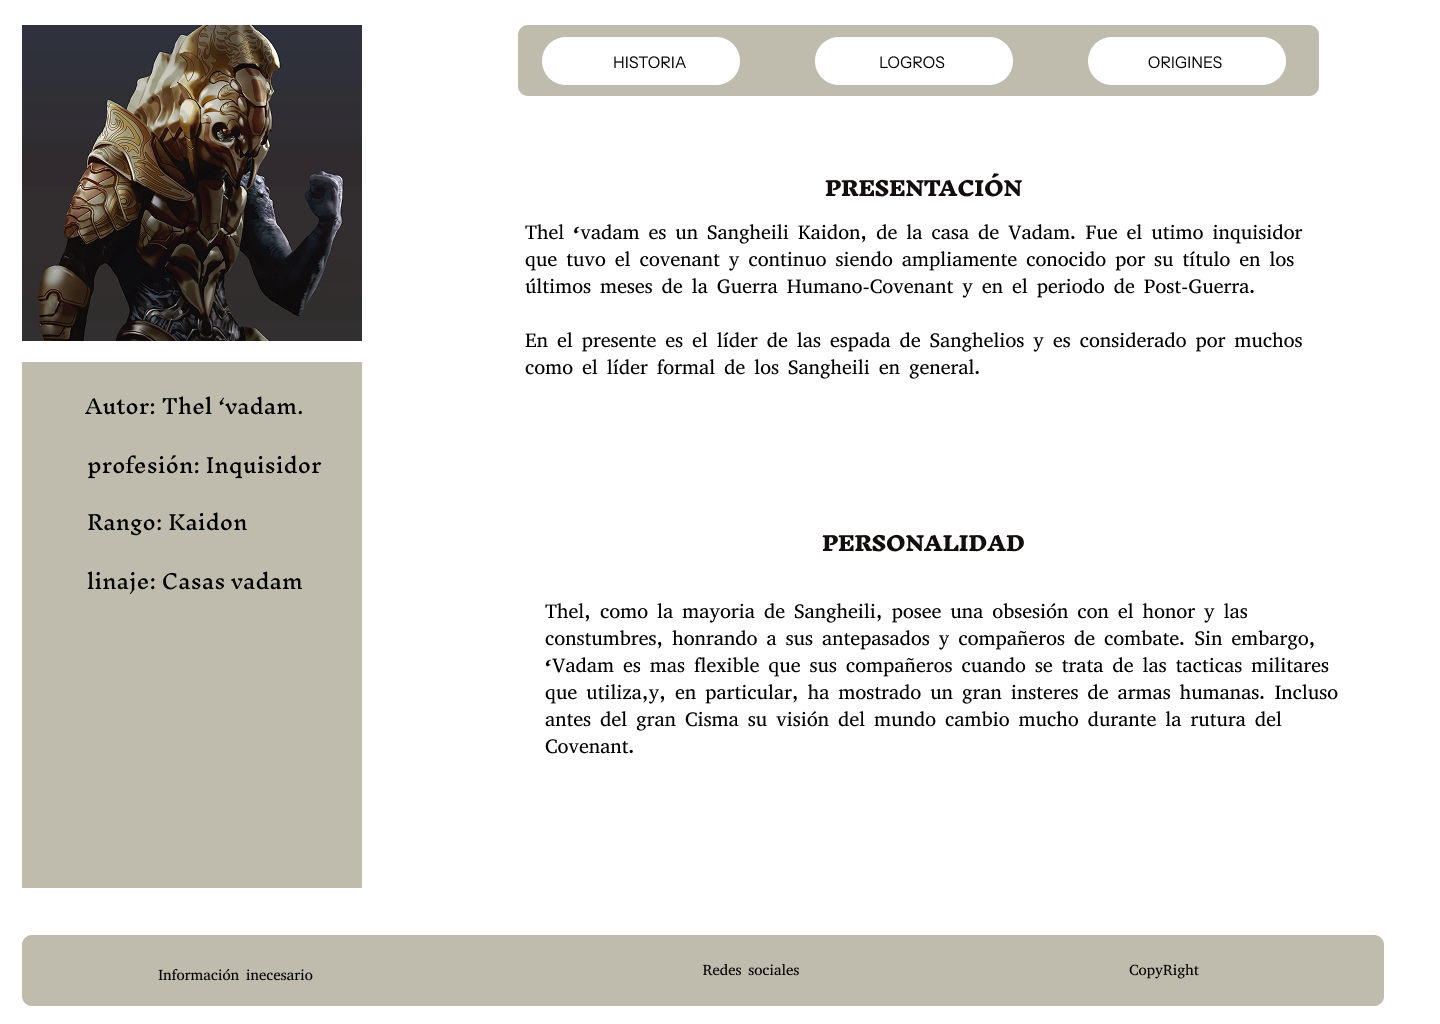 HISTORIA
LOGROS
ORIGINES
Autor: Thel ‘vadam.
profesión: Inquisidor
Rango: Kaidon
linaje: Casas vadam
PRESENTACIÓN
Thel ‘vadam es un Sangheili Kaidon, de la casa de Vadam. Fue el utimo inquisidor
que tuvo el covenant y continuo siendo ampliamente conocido por su título en los
últimos meses de la Guerra Humano-Covenant y en el periodo de Post-Guerra.
En el presente es el líder de las espada de Sanghelios y es considerado por muchos
como el líder formal de los Sangheili en general.
PERSONALIDAD
Thel, como la mayoria de Sangheili, posee una obsesión con el honor y las
constumbres, honrando a sus antepasados y compañeros de combate. Sin embargo,
‘Vadam es mas flexible que sus compañeros cuando se trata de las tacticas militares
que utiliza,y, en particular, ha mostrado un gran insteres de armas humanas. Incluso
antes del gran Cisma su visión del mundo cambio mucho durante la rutura del
Covenant.
Información inecesario
Redes sociales
CopyRight